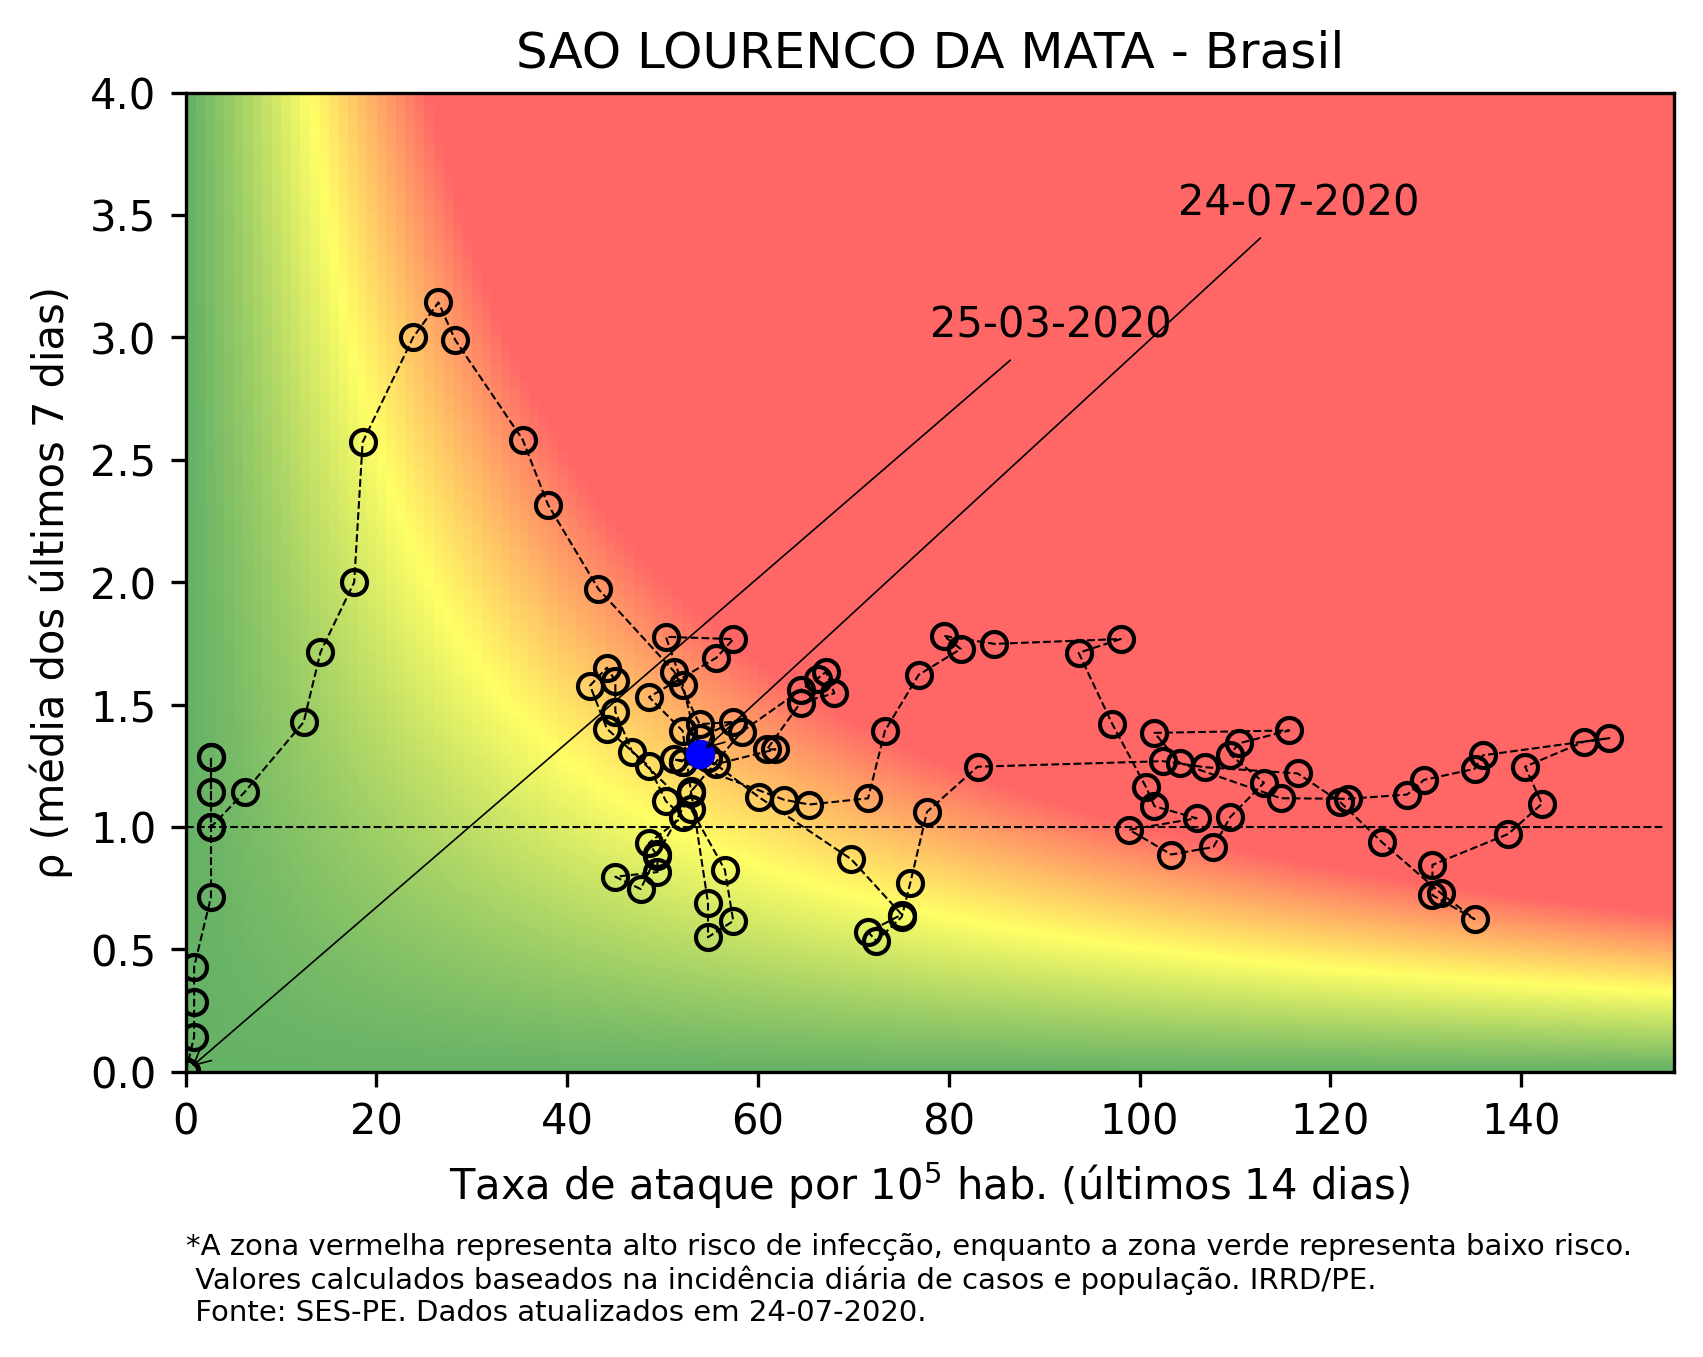 SAO LOURENCO DA MATA - Brasil
4.0
3.5
3.0
2.5
2.0
1.5
1.0
0.5
0.0
ρ (média dos últimos 7 dias)
24-07-2020
25-03-2020
0 20 40 60 80 100 120 140
Taxa de ataque por 10⁵ hab. (últimos 14 dias)
*A zona vermelha representa alto risco de infecção, enquanto a zona verde representa baixo risco.
Valores calculados baseados na incidência diária de casos e população. IRRD/PE.
Fonte: SES-PE. Dados atualizados em 24-07-2020.